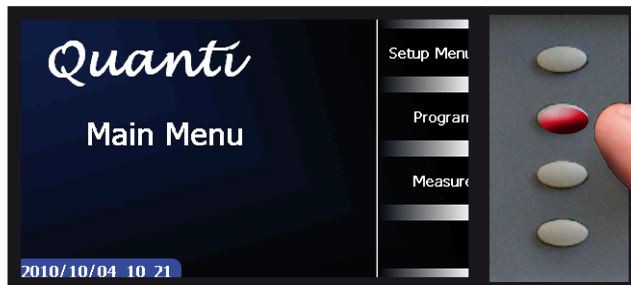 Quanti
Main Menu
Setup Menu
Program
Measure
2010/10/04 10 21